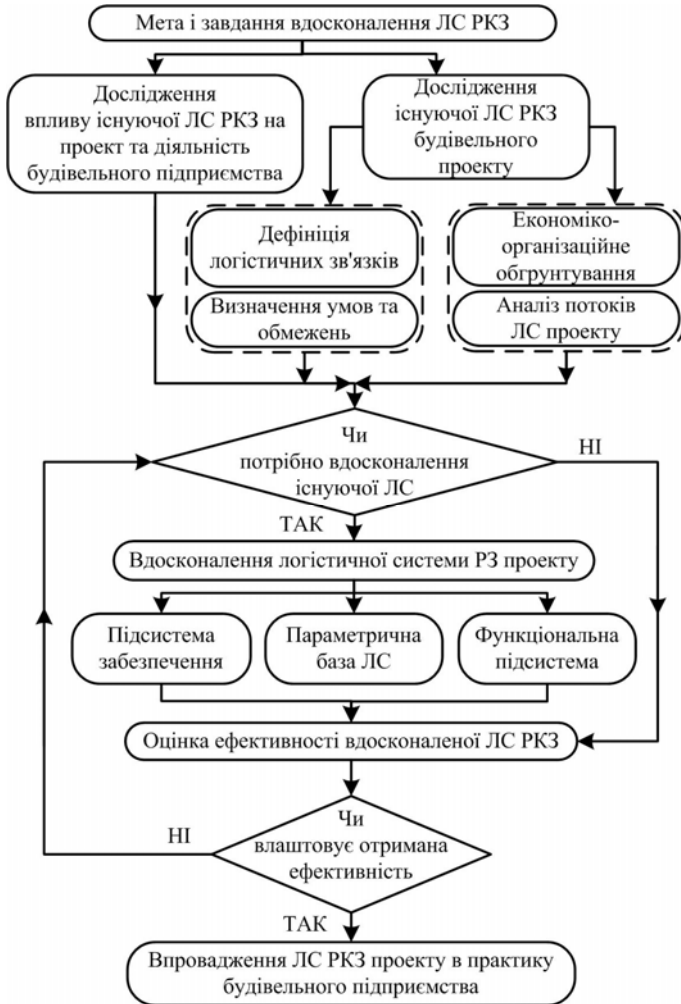 Мета і завдання вдосконалення ЛС РКЗ
Дослідження
впливу існуючої ЛС РКЗ на
проект та діяльність
будівельного підприємства
Дослідження
існуючої ЛС РКЗ
будівельного
проекту
Дефініція
логістичних зв'язків
Визначення умов та
обмежень
Економіко-
організаційне
обгрунтування
Аналіз потоків
ЛС проекту
Чи
потрібно вдосконалення
існуючої ЛС
НІ
ТАК
Вдосконалення логістичної системи РЗ проекту
Підсистема
забезпечення
Параметрична
база ЛС
Функціональна
підсистема
Оцінка ефективності вдосконаленої ЛС РКЗ
НІ
Чи
влаштовує отримана
ефективність
ТАК
Впровадження ЛС РКЗ проекту в практику
будівельного підприємства